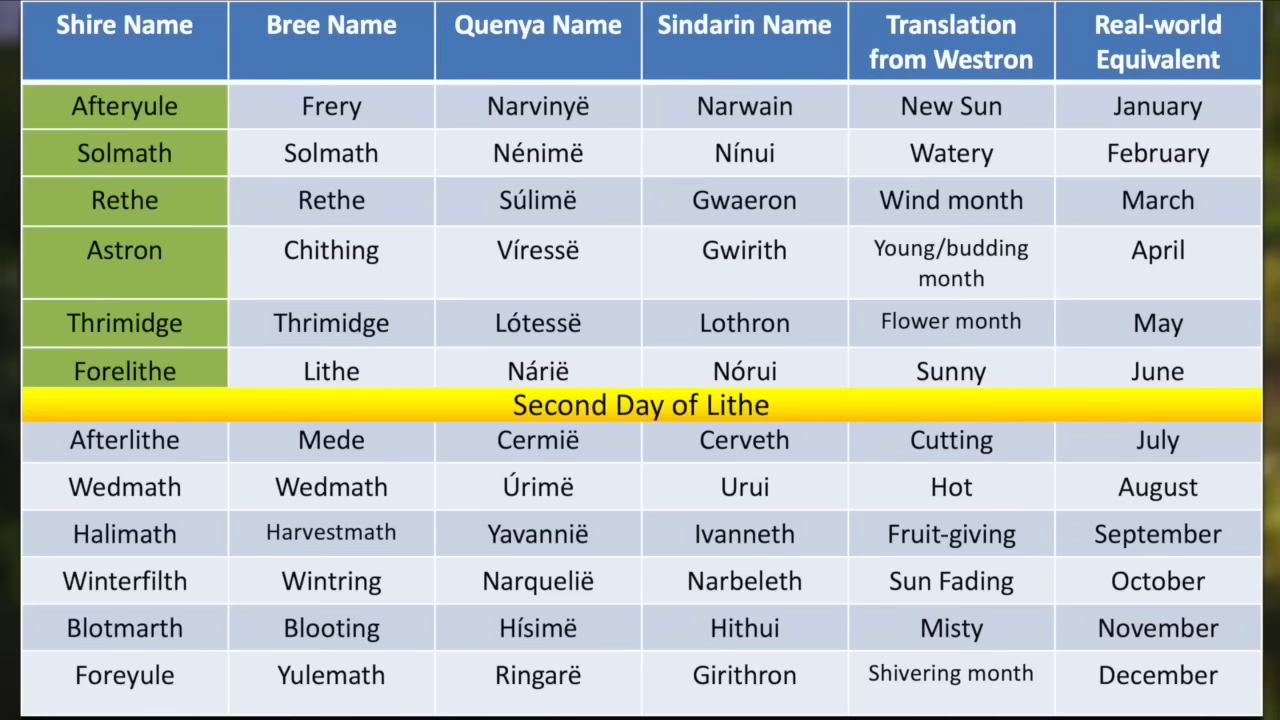 Shire Name Bree Name Quenya Name Sindarin Name Translation from Westron Real-world Equivalent
Afteryule Frery Narvinyë Narwain New Sun January
Solmath Solmath Nénimë Nínui Watery February
Rethe Rethe Súlimë Gwaeron Wind month March
Astron Chithing Víressë Gwirith Young/budding month April
Thrimidge Thrimidge Lótessë Lothron Flower month May
Forelithe Lithe Nárië Nórui Sunny June
Second Day of Lithe
Afterlithe Mede Cermië Cerveth Cutting July
Wedmath Wedmath Úrimë Urui Hot August
Halimath Harvestmath Yavannië Ivanneth Fruit-giving September
Winterfilth Wintring Narquelië Narbeleth Sun Fading October
Blotmarth Blooting Hísimë Hithui Misty November
Foreyule Yulemath Ringarë Girithron Shivering month December